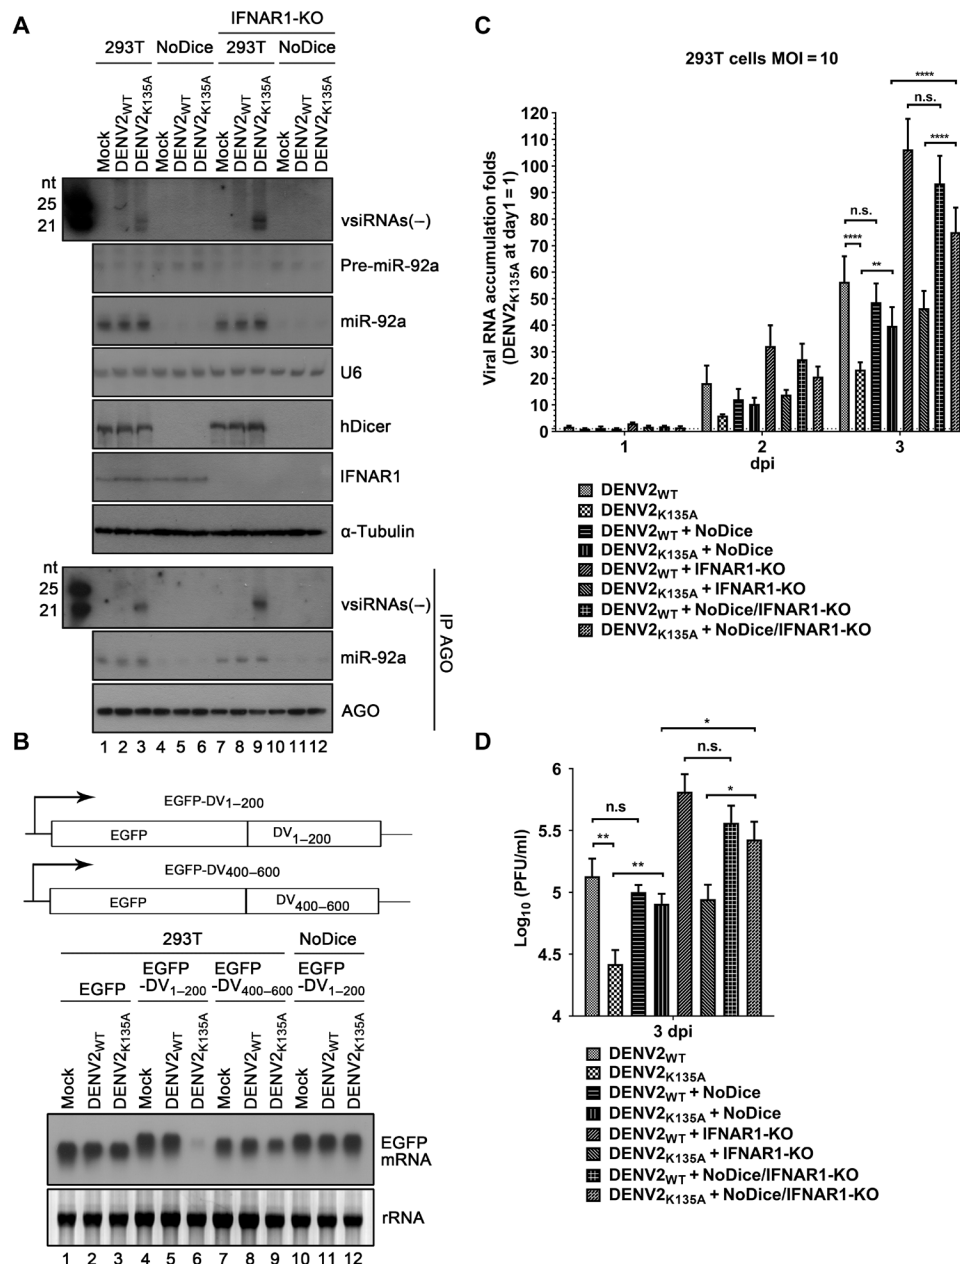 A
IFNAR1-KO
293T NoDice 293T NoDice
Mock DENV2WT DENV2K135A Mock DENV2WT DENV2K135A Mock DENV2WT DENV2K135A Mock DENV2WT DENV2K135A
nt
25
21
vsiRNAs(–)
Pre-miR-92a
miR-92a
U6
hDicer
IFNAR1
α-Tubulin
nt
25
21
vsiRNAs(–)
miR-92a
AGO
IP AGO
1 2 3 4 5 6 7 8 9 10 11 12
B
EGFP-DV1–200
EGFP DV1–200
EGFP-DV400–600
EGFP DV400–600
293T NoDice
EGFP EGFP EGFP EGFP
-DV1–200 -DV400–600 -DV1–200
Mock DENV2WT DENV2K135A Mock DENV2WT DENV2K135A Mock DENV2WT DENV2K135A Mock DENV2WT DENV2K135A
EGFP
mRNA
rRNA
1 2 3 4 5 6 7 8 9 10 11 12
C
293T cells MOI = 10
Viral RNA accumulation folds
(DENV2K135A at day1 = 1)
120
110
100
90
80
70
60
50
40
30
20
10
0
****
n.s.
****
n.s.
****
**
1 2 3
dpi
DENV2WT
DENV2K135A
DENV2WT + NoDice
DENV2K135A + NoDice
DENV2WT + IFNAR1-KO
DENV2K135A + IFNAR1-KO
DENV2WT + NoDice/IFNAR1-KO
DENV2K135A + NoDice/IFNAR1-KO
D
Log10 (PFU/ml)
6
5.5
5
4.5
4
*
n.s.
*
n.s
**
**
3 dpi
DENV2WT
DENV2K135A
DENV2WT + NoDice
DENV2K135A + NoDice
DENV2WT + IFNAR1-KO
DENV2K135A + IFNAR1-KO
DENV2WT + NoDice/IFNAR1-KO
DENV2K135A + NoDice/IFNAR1-KO